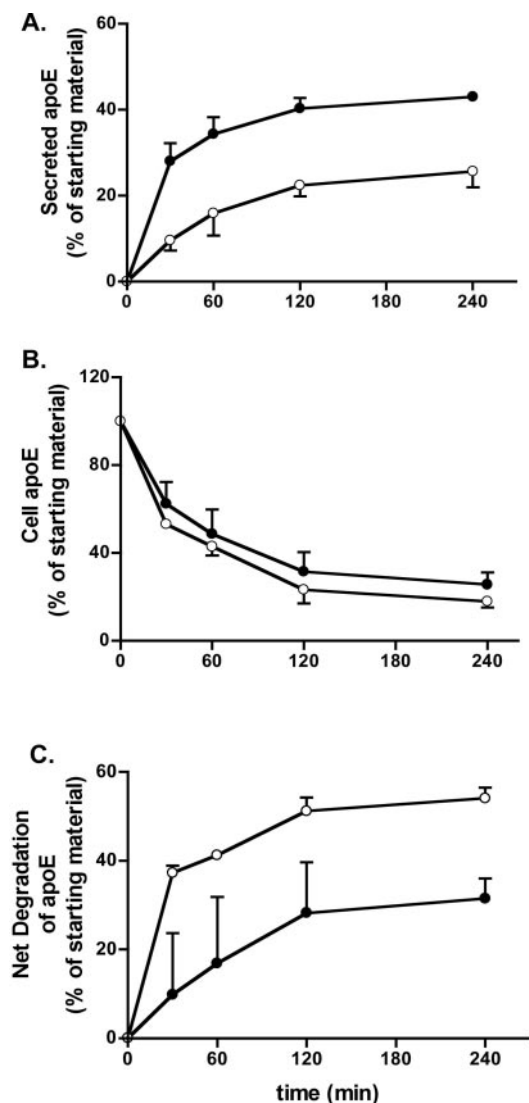 A.
Secreted apoE
(% of starting material)
60
40
20
0
0 60 120 180 240
B.
Cell apoE
(% of starting material)
120
80
40
0
0 60 120 180 240
C.
Net Degradation
of apoE
(% of starting material)
60
40
20
0
0 60 120 180 240
time (min)